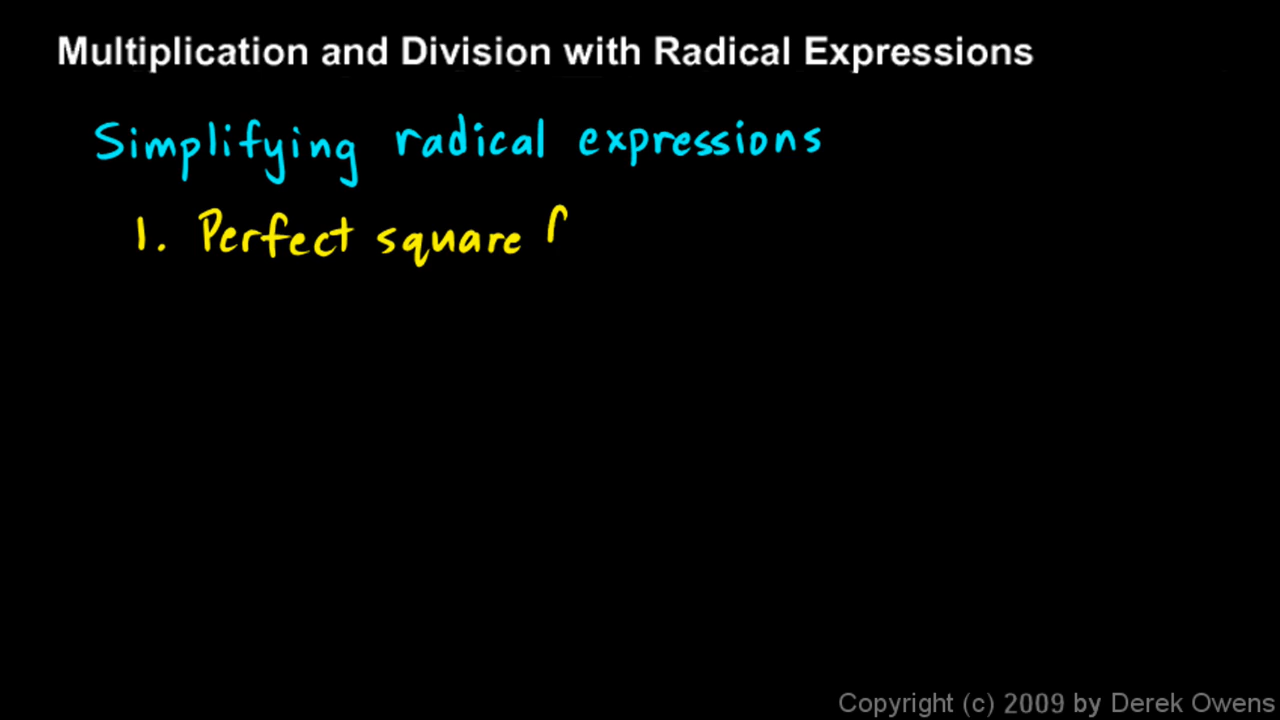 Multiplication and Division with Radical Expressions
Simplifying radical expressions
1. Perfect square
Copyright (c) 2009 by Derek Owens